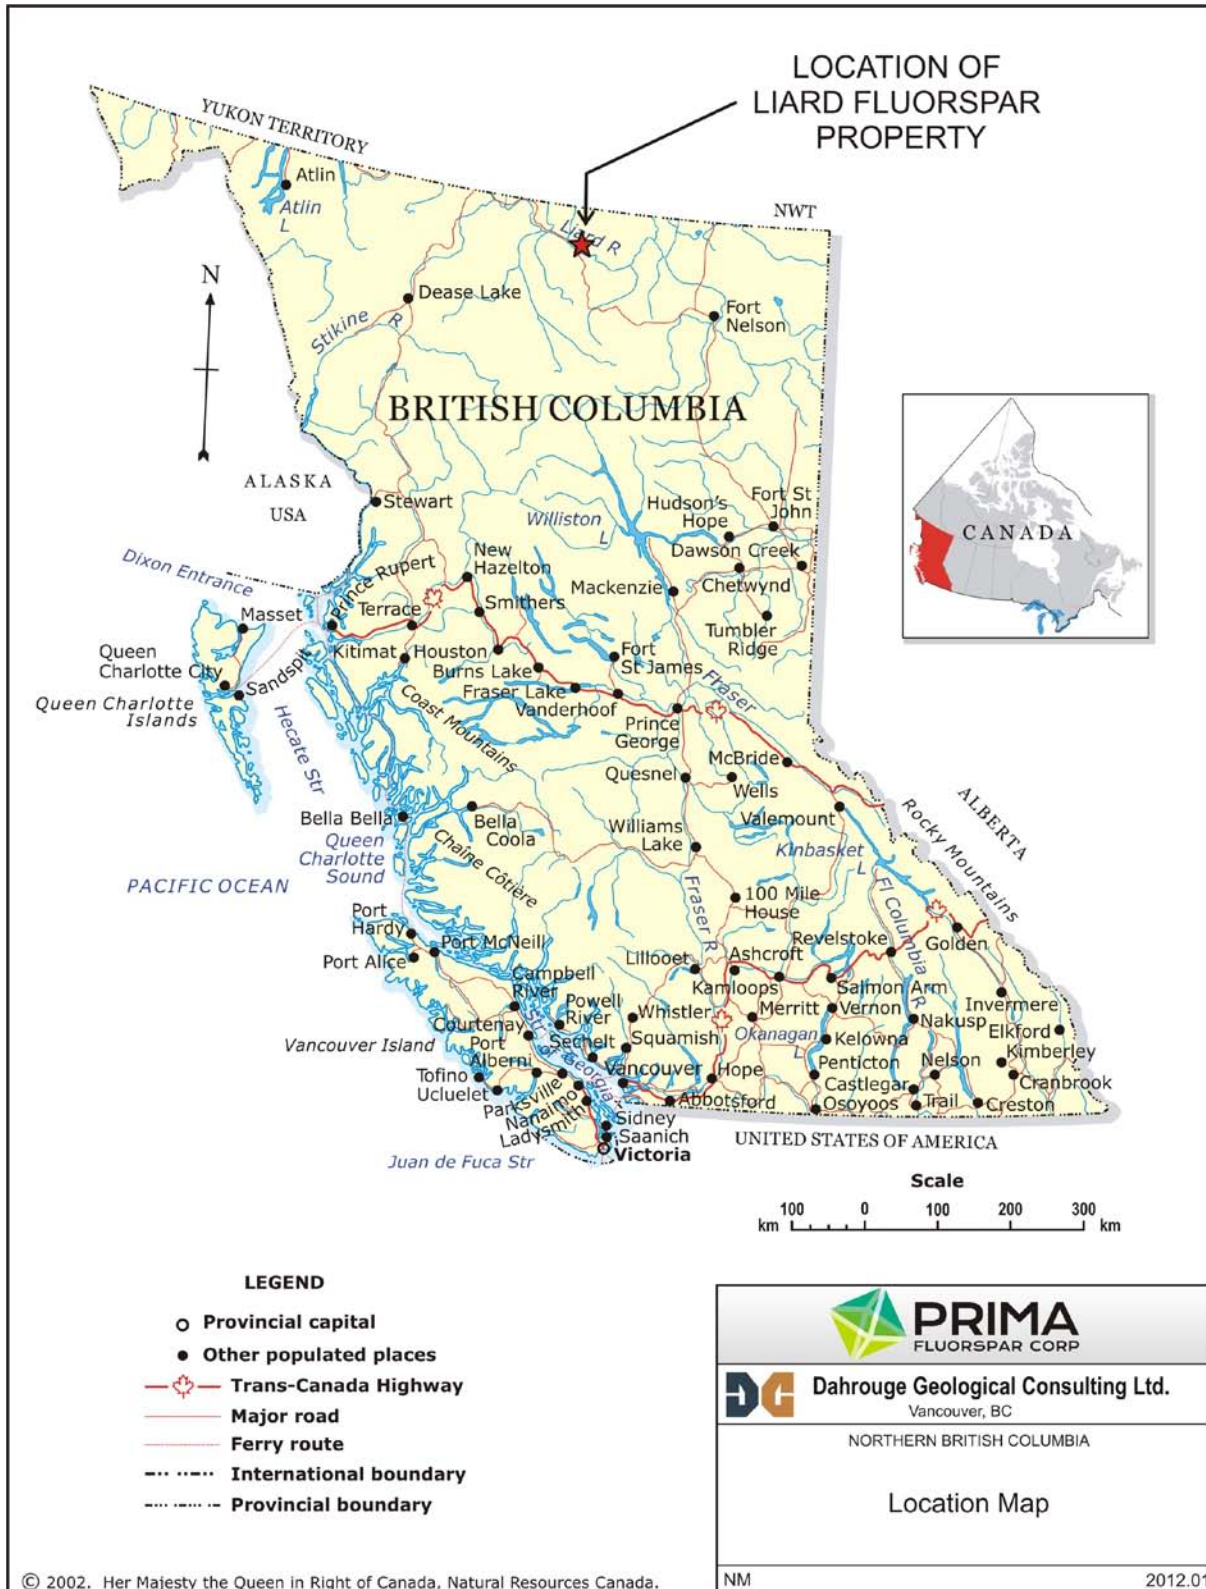 LOCATION OF
LIARD FLUORSPAR
PROPERTY
YUKON TERRITORY
NWT
Atlin
Atlin
L
Liard R
N
Dease Lake
Fort
Nelson
Stikine
R
BRITISH COLUMBIA
ALASKA
USA
Stewart
Williston
L
Hudson's
Hope
Fort St
John
Dawson Creek
Chetwynd
CANADA
Dixon Entrance
Prince Rupert
New
Hazelton
Mackenzie
Masset
Terrace
Smithers
Tumbler
Ridge
Queen
Charlotte City
Sandspit
Kitimat
Houston
Fort
St James
Burns Lake
Fraser Lake
Vanderhoof
Fraser
Queen Charlotte
Islands
Hecate Str
Coast Mountains
Prince
George
McBride
Quesnel
Wells
Valemount
Rocky Mountains
ALBERTA
Bella Bella
Bella
Coola
Williams
Lake
Kinbasket
L
Queen
Charlotte
Sound
Chaîne Côtière
PACIFIC OCEAN
Fraser R
100 Mile
House
Fl Columbia
R
Port
Hardy
Port McNeill
Port Alice
Lillooet
Ashcroft
Revelstoke
Golden
Campbell
River
Kamloops
Salmon Arm
Invermere
Powell
River
Whistler
Merritt
Vernon
Nakusp
Elkford
Courtenay
Str of Georgia
Sechelt
Squamish
Okanagan
L
Kelowna
Kimberley
Vancouver Island
Port
Alberni
Vancouver
Hope
Penticton
Nelson
Cranbrook
Tofino
Ucluelet
Parksville
Nanaimo
Ladysmith
Abbotsford
Castlegar
Osoyoos
Trail
Creston
Sidney
Saanich
Victoria
UNITED STATES OF AMERICA
Juan de Fuca Str
Scale
100 0 100 200 300
km km
LEGEND
Provincial capital
Other populated places
Trans-Canada Highway
Major road
Ferry route
International boundary
Provincial boundary
PRIMA
FLUORSPAR CORP
DG
Dahrouge Geological Consulting Ltd.
Vancouver, BC
NORTHERN BRITISH COLUMBIA
Location Map
NM 2012.01
© 2002. Her Majesty the Queen in Right of Canada, Natural Resources Canada.